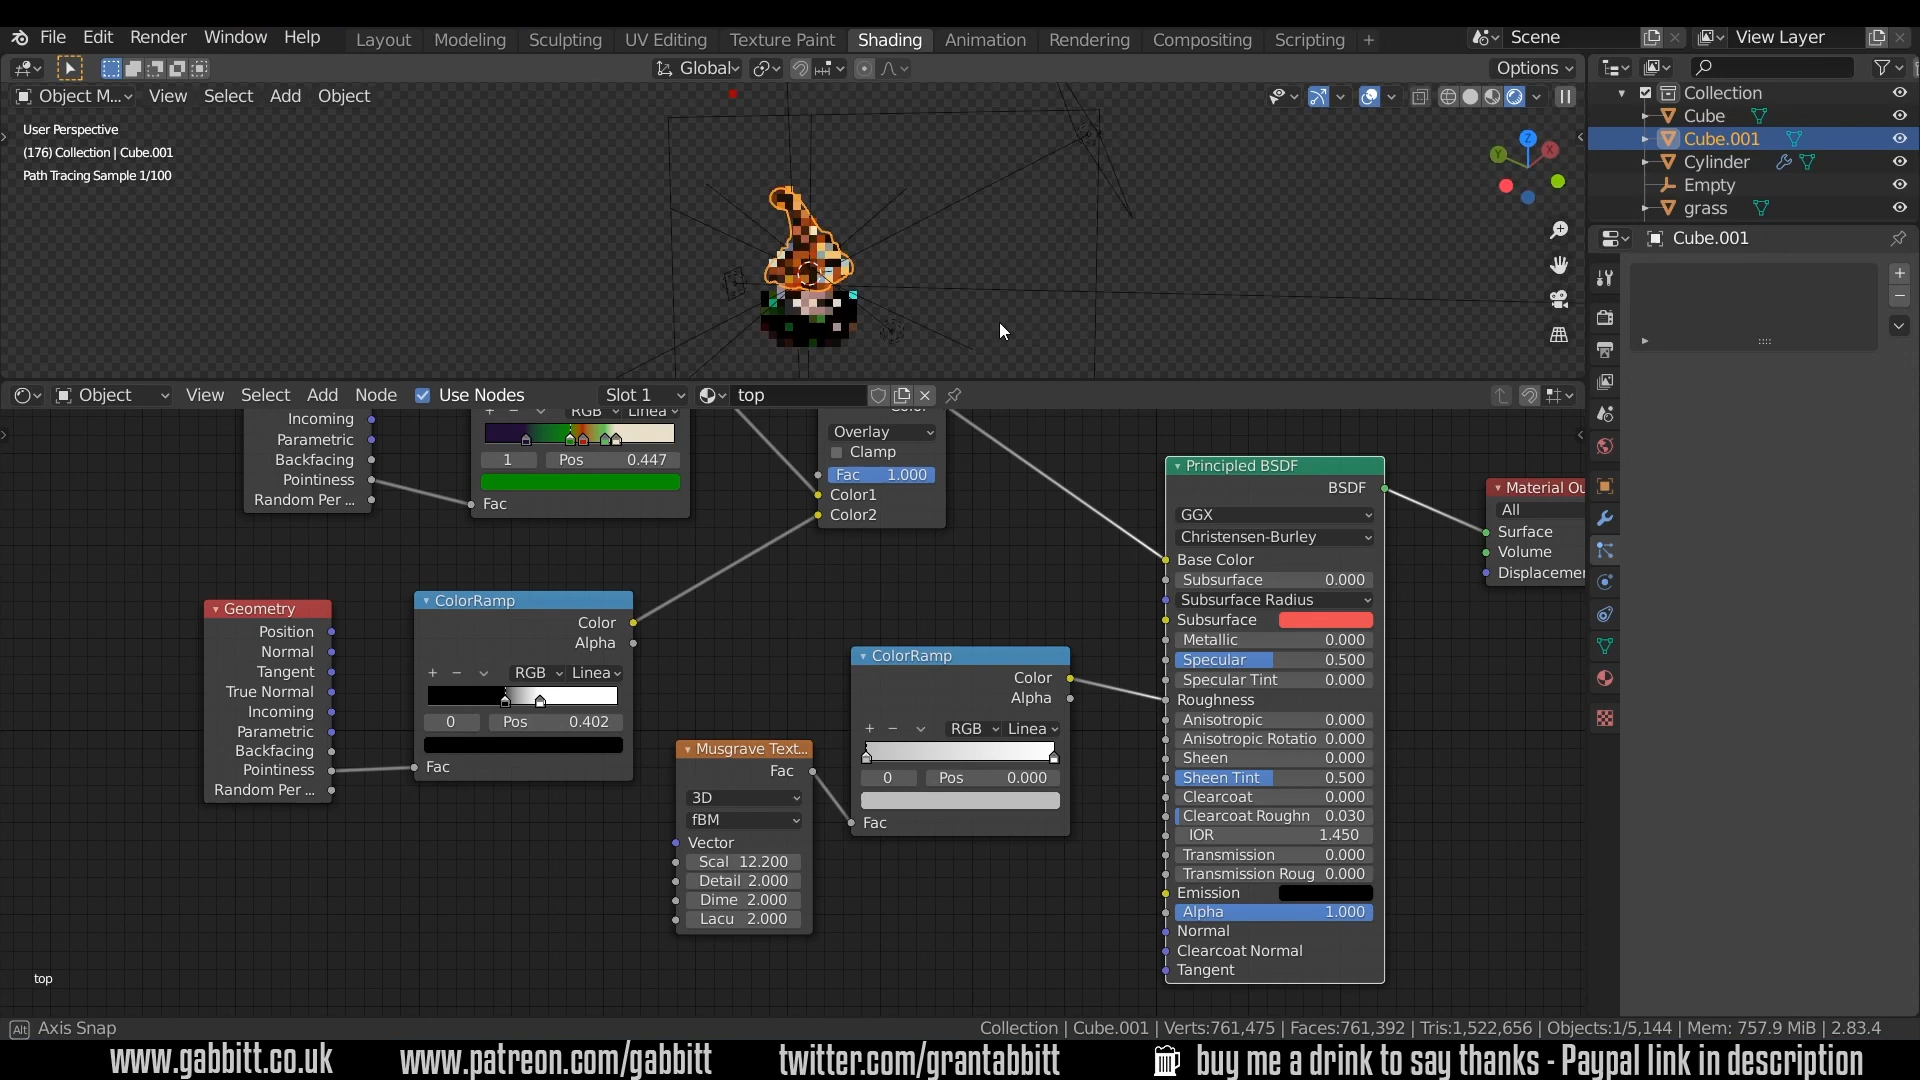 File Edit Render Window Help Layout Modeling Sculpting UV Editing Texture Paint Shading Animation Rendering Compositing Scripting + Scene View Layer
Global Options
Object M... View Select Add Object
User Perspective
(176) Collection | Cube.001
Path Tracing Sample 1/100
Z
Y
X
Collection
Cube
Cube.001
Cylinder
Empty
grass
Cube.001
Object View Select Add Node Use Nodes Slot 1 top
Incoming
Parametric
Backfacing
Pointiness
Random Per ...
RGB Linea
1 Pos 0.447
Fac
Overlay
Clamp
Fac 1.000
Color1
Color2
Geometry
Position
Normal
Tangent
True Normal
Incoming
Parametric
Backfacing
Pointiness
Random Per ...
ColorRamp
Color
Alpha
+ − RGB Linea
0 Pos 0.402
Fac
Musgrave Text...
Fac
3D
fBM
Vector
Scal 12.200
Detail 2.000
Dime 2.000
Lacu 2.000
ColorRamp
Color
Alpha
+ − RGB Linea
0 Pos 0.000
Fac
Principled BSDF
BSDF
GGX
Christensen-Burley
Base Color
Subsurface 0.000
Subsurface Radius
Subsurface
Metallic 0.000
Specular 0.500
Specular Tint 0.000
Roughness
Anisotropic 0.000
Anisotropic Rotatio 0.000
Sheen 0.000
Sheen Tint 0.500
Clearcoat 0.000
Clearcoat Roughn 0.030
IOR 1.450
Transmission 0.000
Transmission Roug 0.000
Emission
Alpha 1.000
Normal
Clearcoat Normal
Tangent
Material Ou
All
Surface
Volume
Displacemen
top
Alt Axis Snap
Collection | Cube.001 | Verts:761,475 | Faces:761,392 | Tris:1,522,656 | Objects:1/5,144 | Mem: 757.9 MiB | 2.83.4
www.gabbitt.co.uk www.patreon.com/gabbitt twitter.com/grantabbitt buy me a drink to say thanks - Paypal link in description